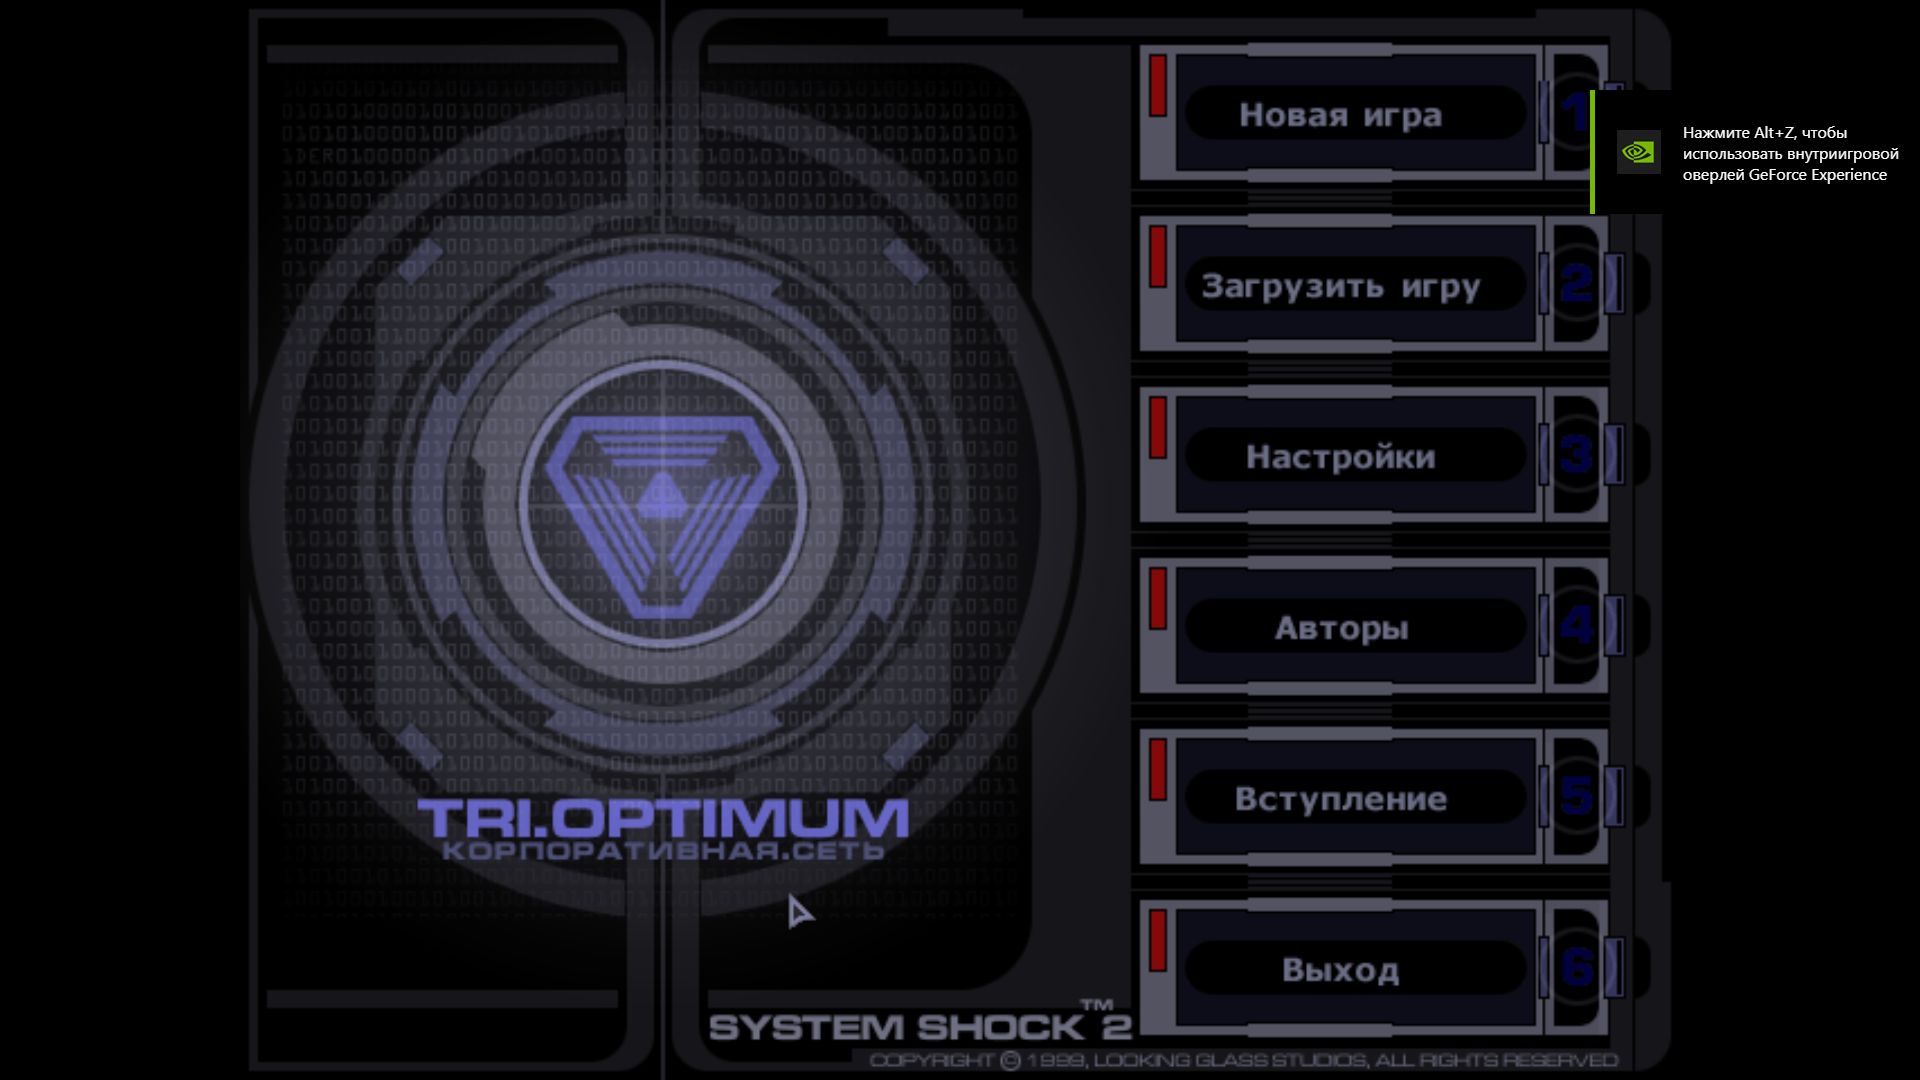 Новая игра
1
Нажмите Alt+Z, чтобы
использовать внутриигровой
оверлей GeForce Experience
Загрузить игру
2
Настройки
3
Авторы
4
Вступление
5
Выход
6
TRI.OPTIMUM
КОРПОРАТИВНАЯ.СЕТЬ
SYSTEM SHOCK 2™
COPYRIGHT © 1999, LOOKING GLASS STUDIOS, ALL RIGHTS RESERVED